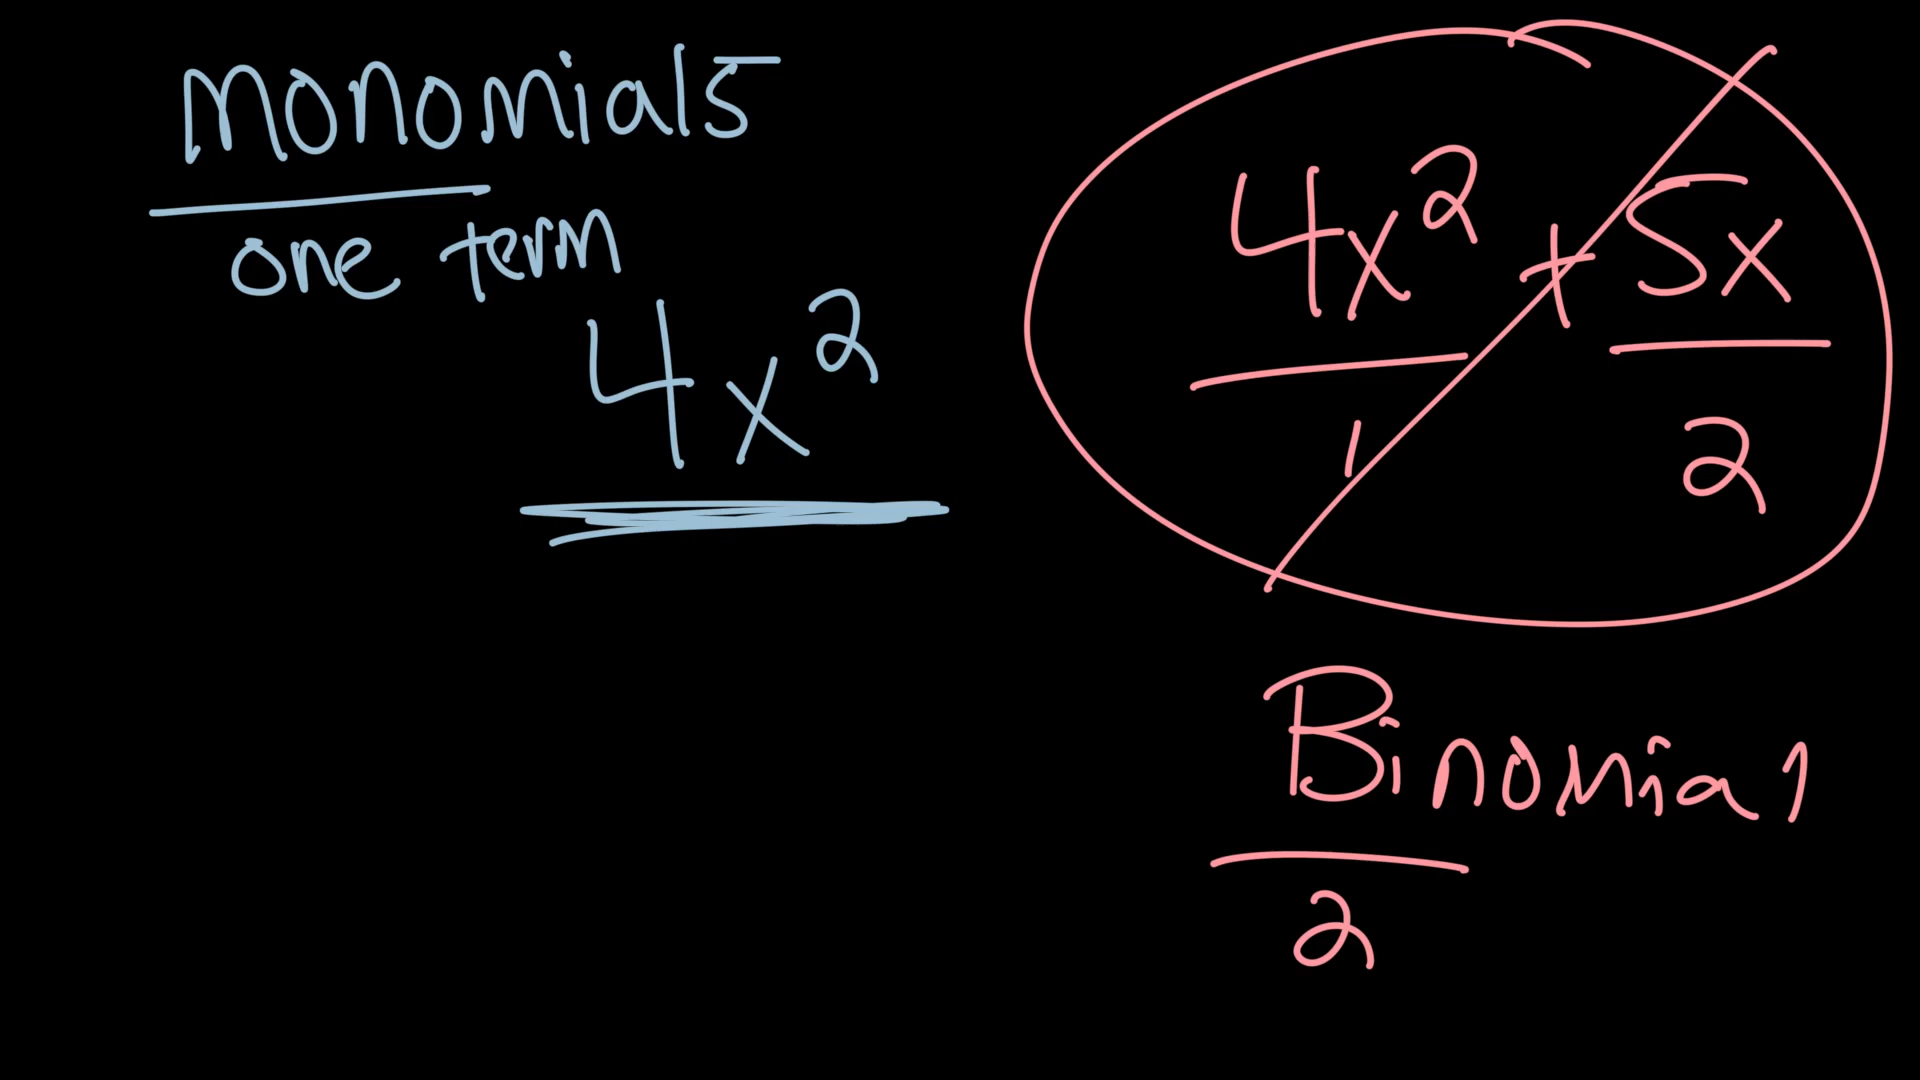 monomials
one term
4x²
4x² + 5x
1 2
Binomial
2